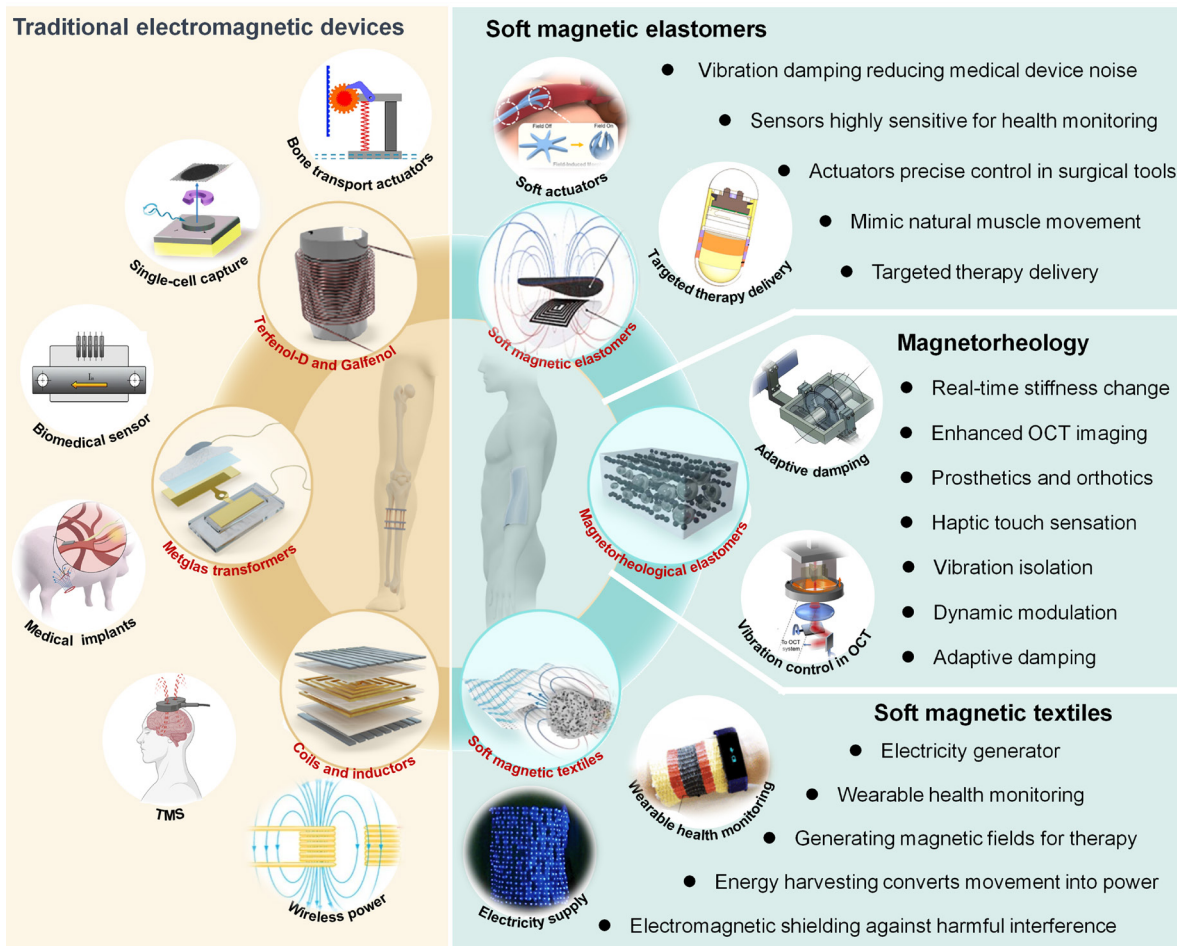 Traditional electromagnetic devices
Bone transport actuators
Single-cell capture
Terfenol-D and Galfenol
Biomedical sensor
Metglas transformers
Medical implants
Coils and inductors
TMS
Wireless power
Soft magnetic elastomers
Field Off
Field On
Soft actuators
Targeted therapy delivery
Soft magnetic elastomers
● Vibration damping reducing medical device noise
● Sensors highly sensitive for health monitoring
● Actuators precise control in surgical tools
● Mimic natural muscle movement
● Targeted therapy delivery
Magnetorheology
Adaptive damping
Magnetorheological elastomers
To OCT
system
Vibration control in OCT
● Real-time stiffness change
● Enhanced OCT imaging
● Prosthetics and orthotics
● Haptic touch sensation
● Vibration isolation
● Dynamic modulation
● Adaptive damping
Soft magnetic textiles
Soft magnetic textiles
Wearable health monitoring
Electricity supply
● Electricity generator
● Wearable health monitoring
● Generating magnetic fields for therapy
● Energy harvesting converts movement into power
● Electromagnetic shielding against harmful interference